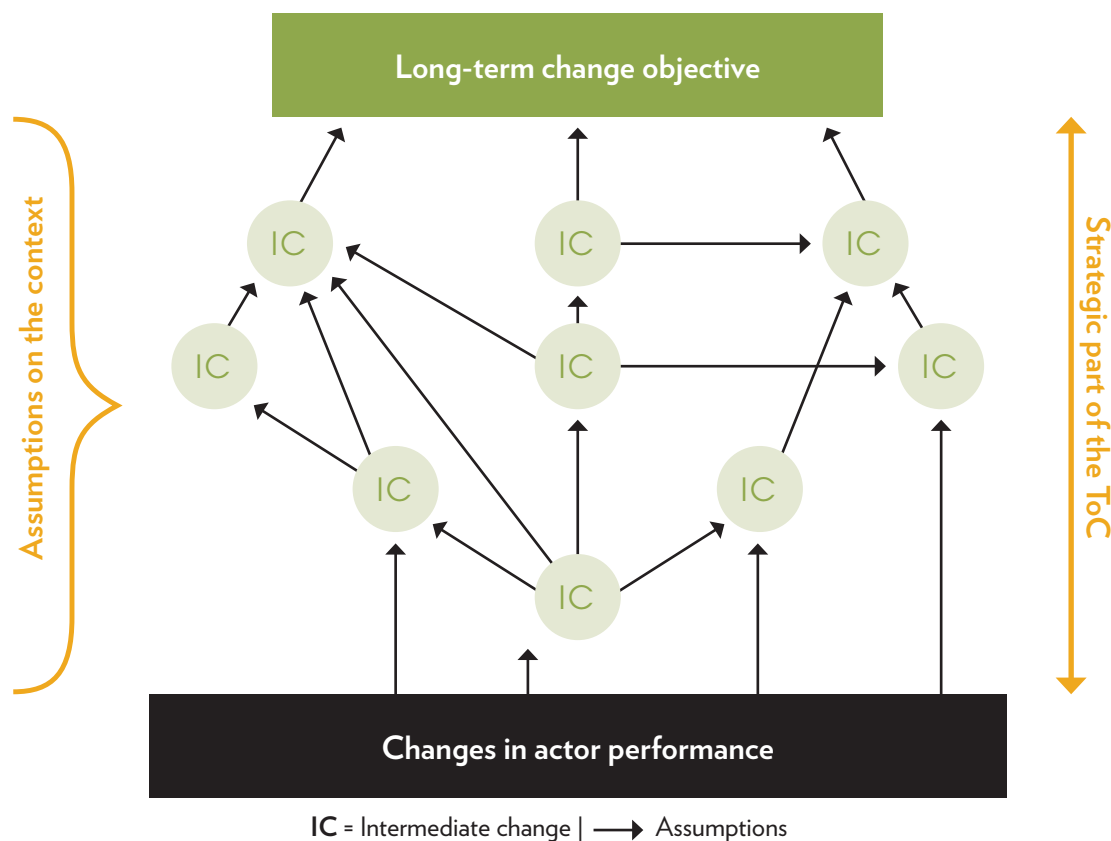 Long-term change objective
Assumptions on the context
Strategic part of the ToC
IC
IC
IC
IC
IC
IC
IC
IC
IC
Changes in actor performance
IC = Intermediate change | → Assumptions